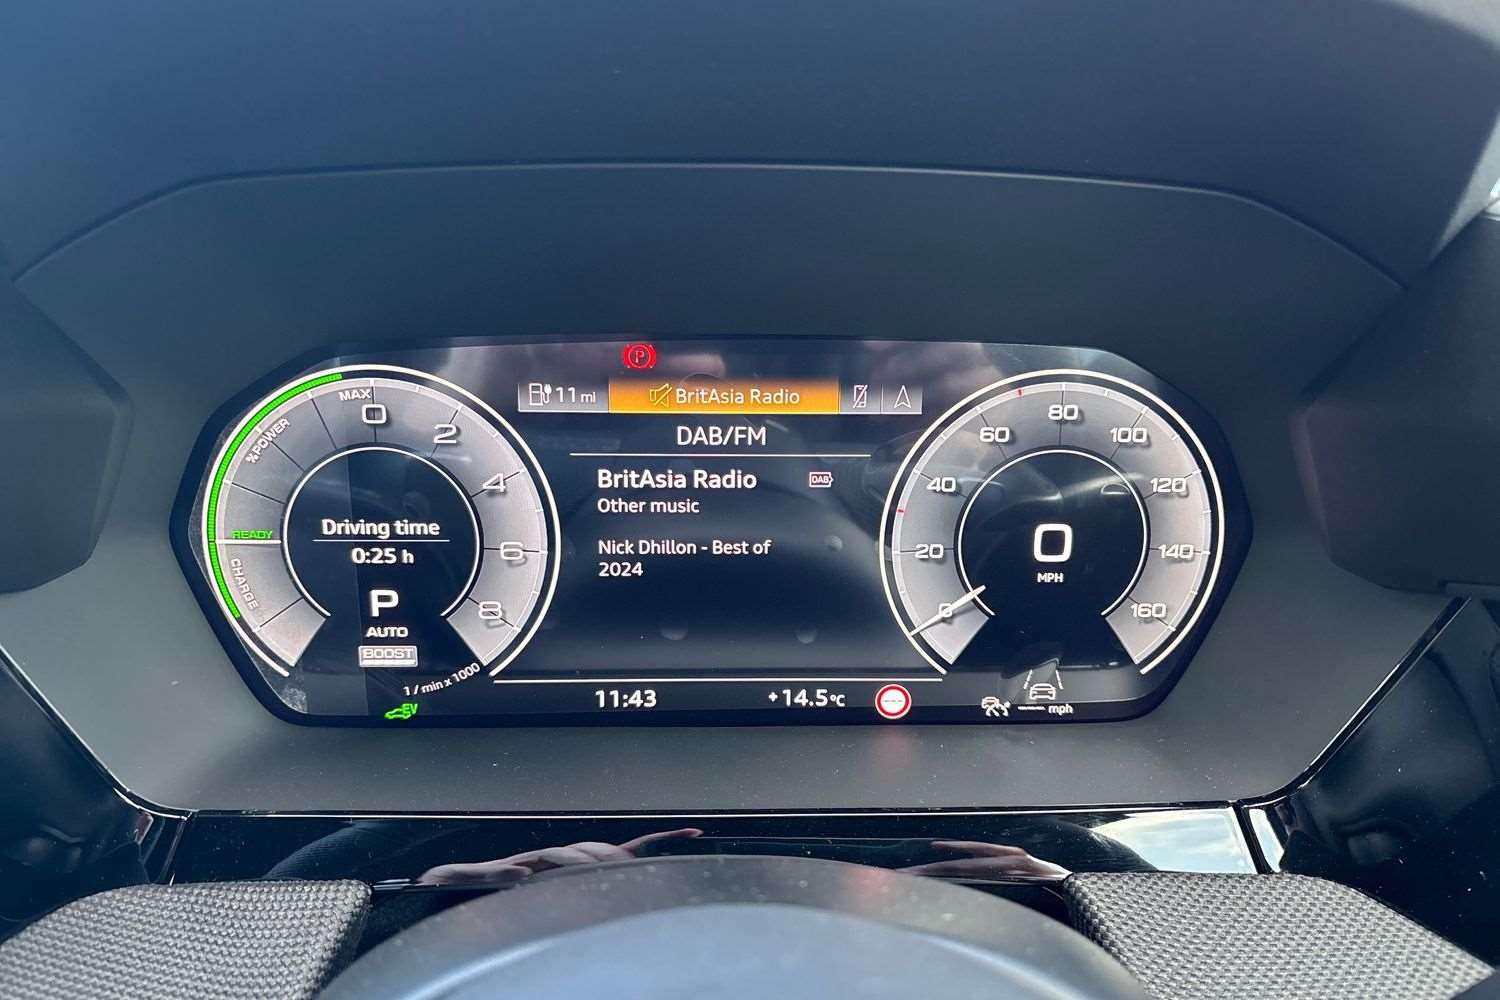 P
11 ml
BritAsia Radio
DAB/FM
BritAsia Radio
DAB
Other music
Nick Dhillon - Best of
2024
MAX
%POWER
READY
CHARGE
0
2
4
6
8
Driving time
0:25 h
P
AUTO
BOOST
1 / min x 1000
EV
0
20
40
60
80
100
120
140
160
0
MPH
11:43
+14.5°C
---
--- mph